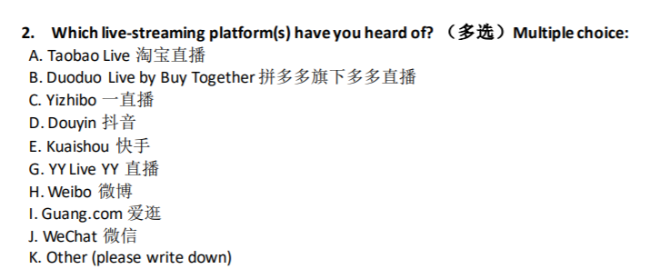 2. Which live-streaming platform(s) have you heard of? （多选）Multiple choice:
A. Taobao Live 淘宝直播
B. Duoduo Live by Buy Together 拼多多旗下多多直播
C. Yizhibo 一直播
D. Douyin 抖音
E. Kuaishou 快手
G. YY Live YY 直播
H. Weibo 微博
I. Guang.com 爱逛
J. WeChat 微信
K. Other (please write down)